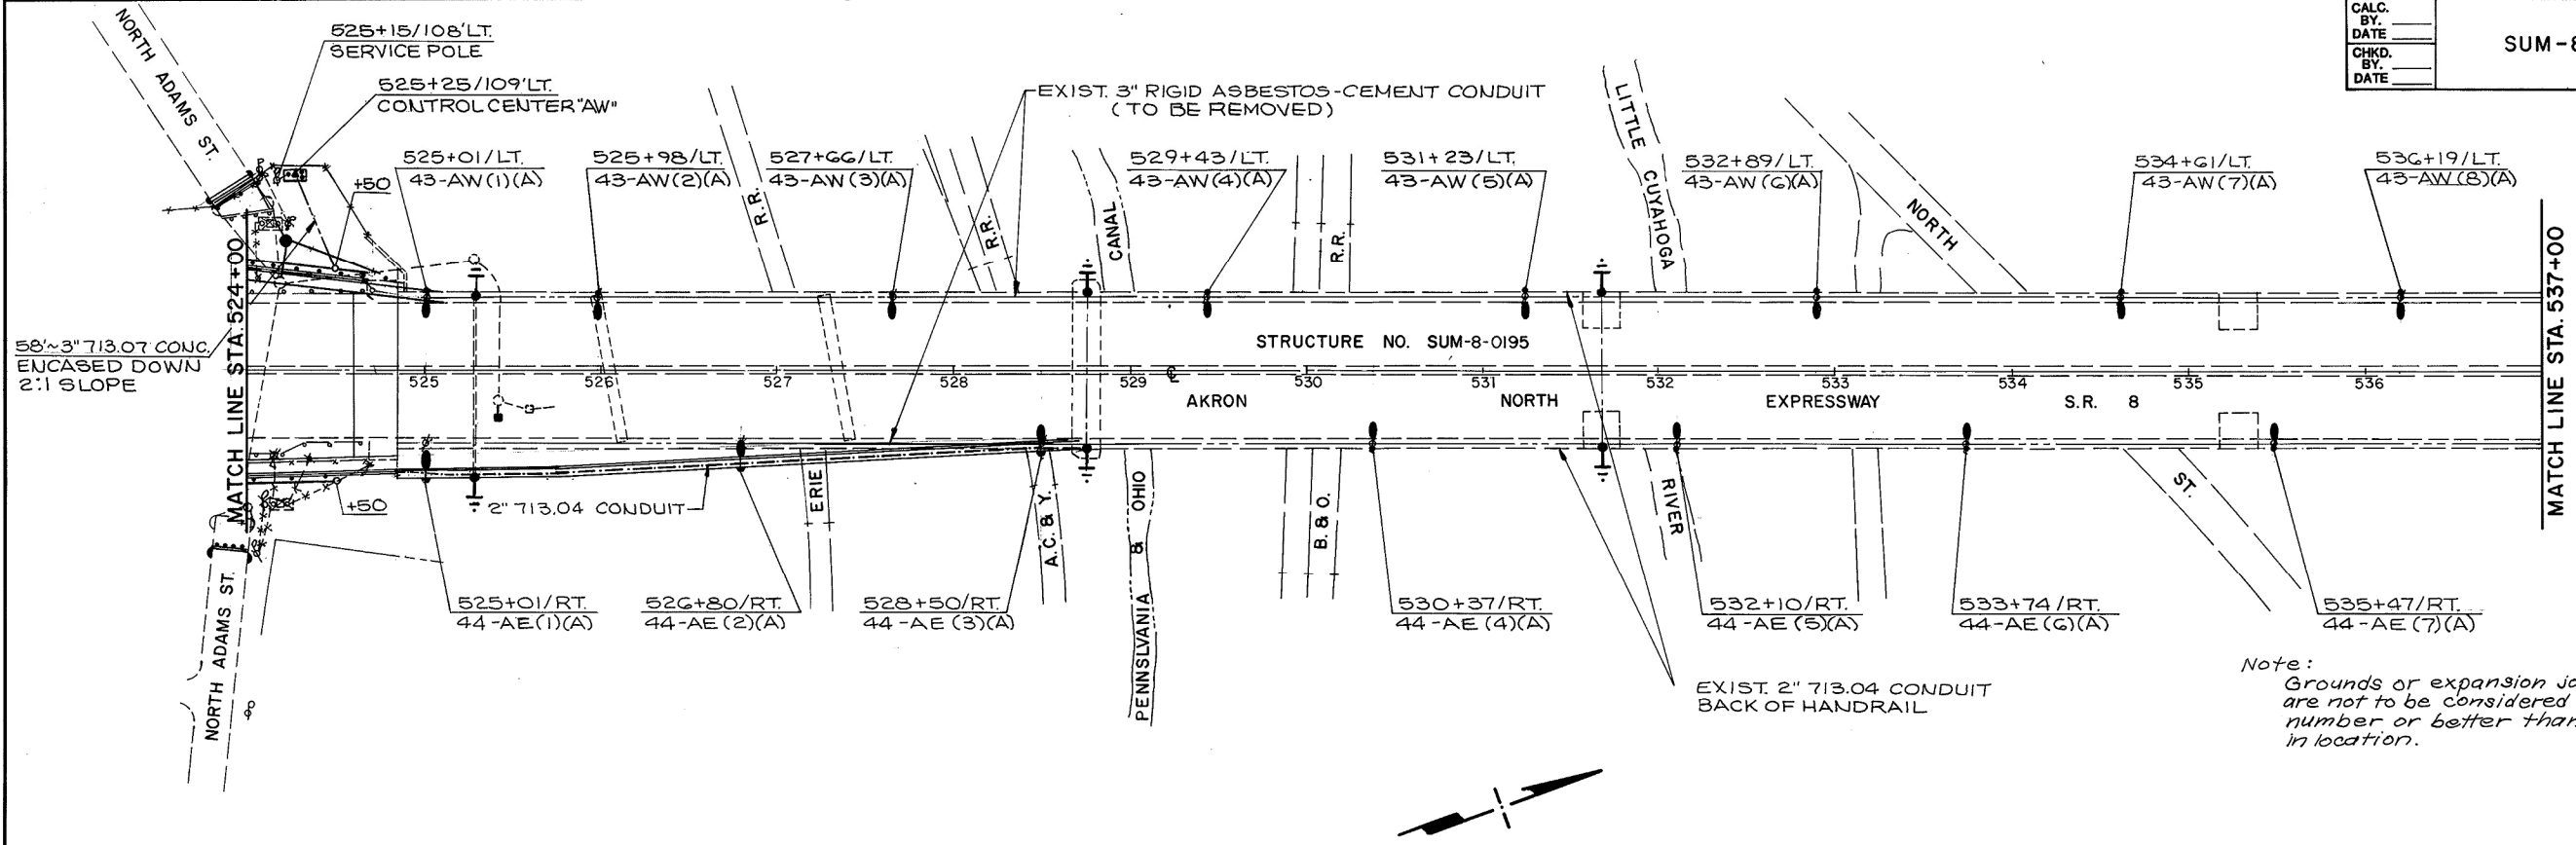 CALC.
BY.
DATE
CHKD.
BY.
DATE
SUM-8
NORTH ADAMS ST.
525+15/108'LT.
SERVICE POLE
525+25/109'LT.
CONTROL CENTER "AW"
EXIST. 3" RIGID ASBESTOS-CEMENT CONDUIT
(TO BE REMOVED)
+50
525+01/LT.
43-AW(1)(A)
525+98/LT.
43-AW(2)(A)
R.R.
527+66/LT.
43-AW(3)(A)
R.R.
CANAL
529+43/LT.
43-AW(4)(A)
R.R.
531+23/LT.
43-AW(5)(A)
LITTLE CUYAHOGA
532+89/LT.
43-AW(6)(A)
NORTH
534+61/LT.
43-AW(7)(A)
536+19/LT.
43-AW(8)(A)
MATCH LINE STA. 524+00
MATCH LINE STA. 537+00
58'~3" 713.07 CONC.
ENCASED DOWN
2:1 SLOPE
STRUCTURE NO. SUM-8-0195
525 526 527 528 529 ℄ 530 531 532 533 534 535 536
AKRON NORTH EXPRESSWAY S.R. 8
+50
2" 713.04 CONDUIT
ERIE
A.C. & Y.
PENNSLVANIA & OHIO
B. & O.
RIVER
ST.
NORTH ADAMS ST.
525+01/RT.
44-AE(1)(A)
526+80/RT.
44-AE(2)(A)
528+50/RT.
44-AE(3)(A)
530+37/RT.
44-AE(4)(A)
532+10/RT.
44-AE(5)(A)
533+74/RT.
44-AE(6)(A)
535+47/RT.
44-AE(7)(A)
EXIST. 2" 713.04 CONDUIT
BACK OF HANDRAIL
Note:
Grounds or expansion jo
are not to be considered
number or better than
in location.